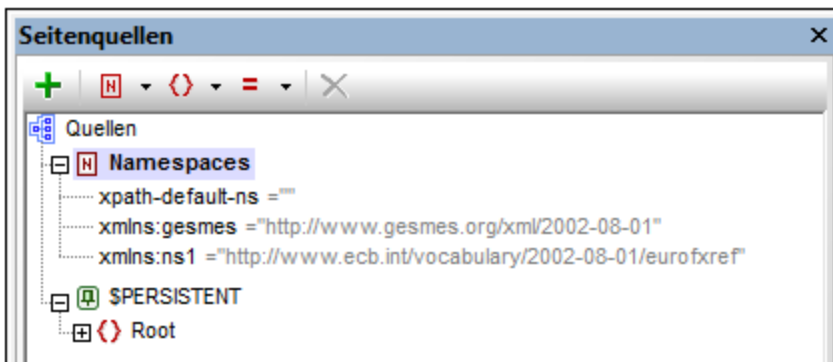 Seitenquellen
Quellen
Namespaces
xpath-default-ns =""
xmlns:gesmes ="http://www.gesmes.org/xml/2002-08-01"
xmlns:ns1 ="http://www.ecb.int/vocabulary/2002-08-01/eurofxref"
$PERSISTENT
Root